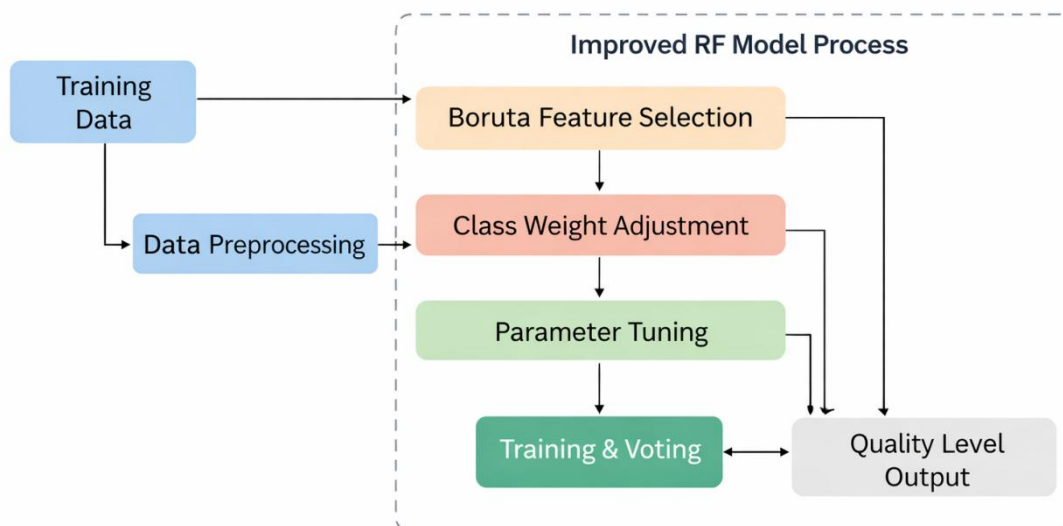 Improved RF Model Process
Training
Data
Boruta Feature Selection
Class Weight Adjustment
Data Preprocessing
Parameter Tuning
Training & Voting
Quality Level
Output